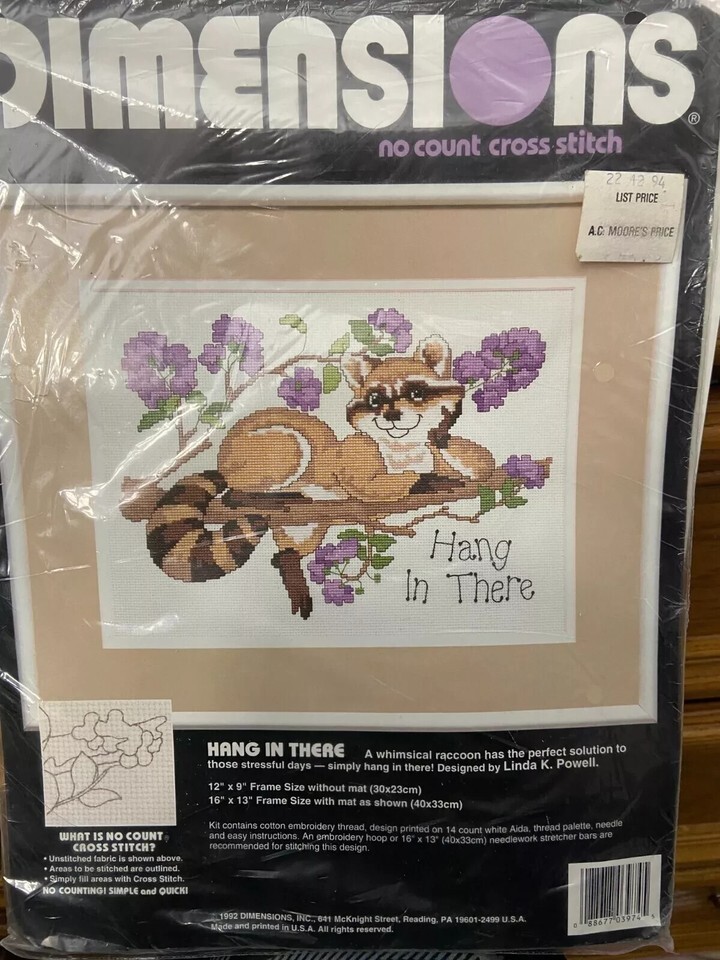 DIMENSIONS®
no count cross stitch
22 12 94
LIST PRICE
A.C. MOORE'S PRICE
Hang
In There
HANG IN THERE A whimsical raccoon has the perfect solution to
those stressful days — simply hang in there! Designed by Linda K. Powell.
12" x 9" Frame Size without mat (30x23cm)
16" x 13" Frame Size with mat as shown (40x33cm)
Kit contains cotton embroidery thread, design printed on 14 count white Aida, thread palette, needle
and easy instructions. An embroidery hoop or 16" x 13" (40x33cm) needlework stretcher bars are
recommended for stitching this design.
WHAT IS NO COUNT
CROSS STITCH?
• Unstitched fabric is shown above.
• Areas to be stitched are outlined.
• Simply fill areas with Cross Stitch.
NO COUNTING! SIMPLE and QUICK!
1992 DIMENSIONS, INC., 641 McKnight Street, Reading, PA 19601-2499 U.S.A.
Made and printed in U.S.A. All rights reserved.
0 88677 03974 5